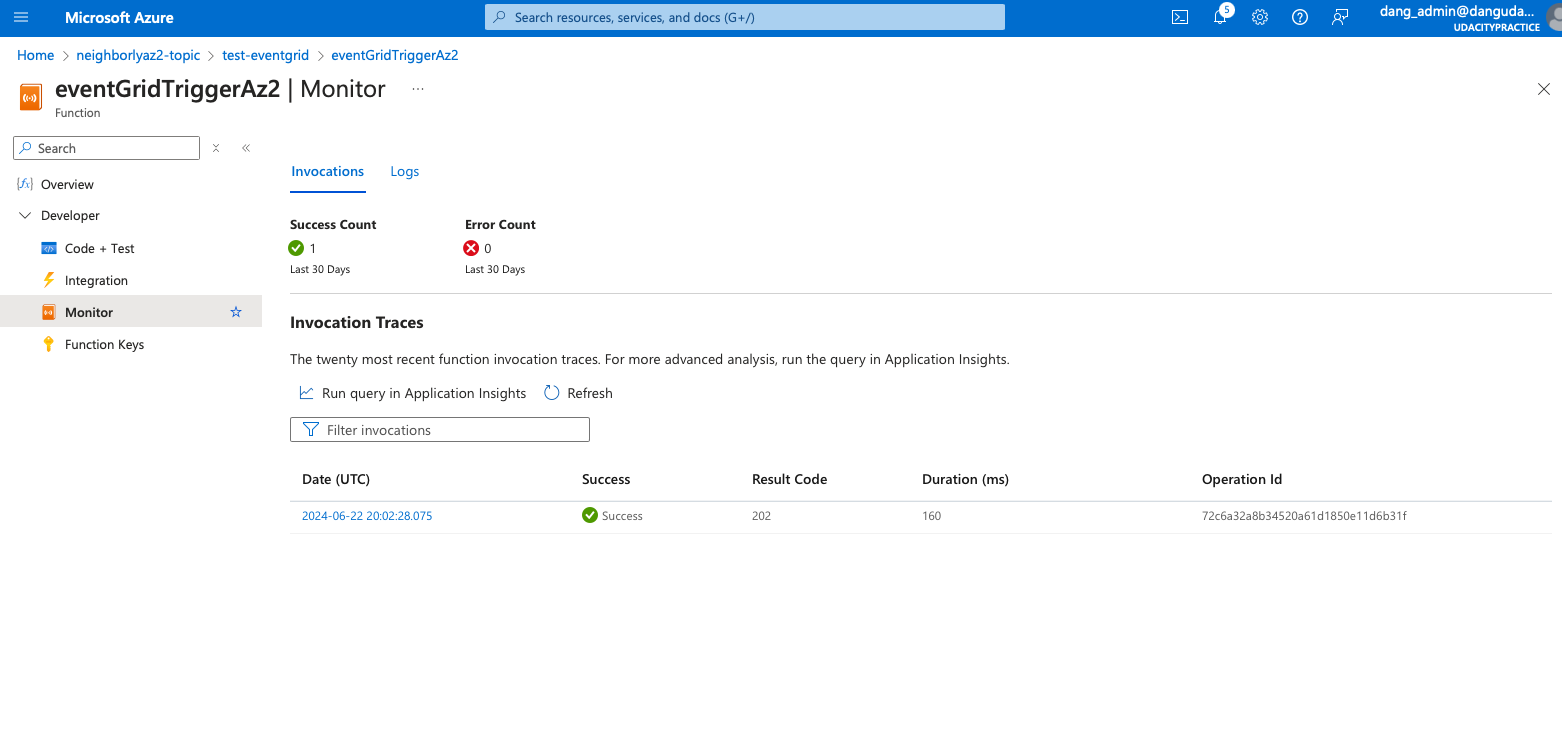 Microsoft Azure
Search resources, services, and docs (G+/)
5
dang_admin@danguda...
UDACITYPRACTICE
Home > neighborlyaz2-topic > test-eventgrid > eventGridTriggerAz2
eventGridTriggerAz2 | Monitor ...
Function
Search
Overview
Developer
Code + Test
Integration
Monitor
Function Keys
Invocations Logs
Success Count Error Count
1 0
Last 30 Days Last 30 Days
Invocation Traces
The twenty most recent function invocation traces. For more advanced analysis, run the query in Application Insights.
Run query in Application Insights Refresh
Filter invocations
Date (UTC) Success Result Code Duration (ms) Operation Id
2024-06-22 20:02:28.075 Success 202 160 72c6a32a8b34520a61d1850e11d6b31f